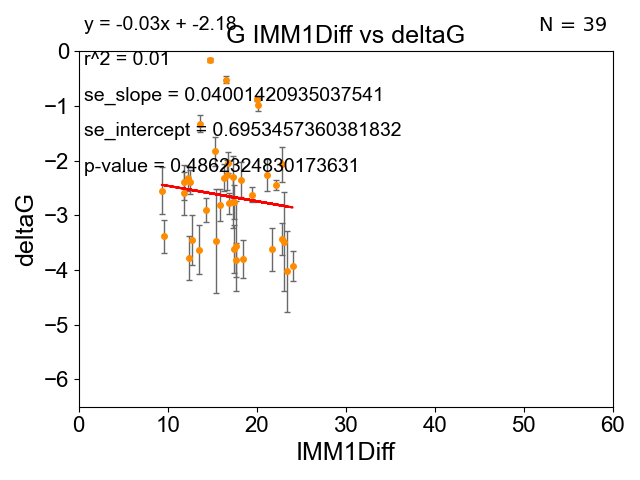 y = -0.03x + -2.18
N = 39
G IMM1Diff vs deltaG
r^2 = 0.01
se_slope = 0.04001420935037541
se_intercept = 0.6953457360381832
p-value = 0.4862324830173631
0
−1
−2
−3
−4
−5
−6
deltaG
0 10 20 30 40 50 60
IMM1Diff